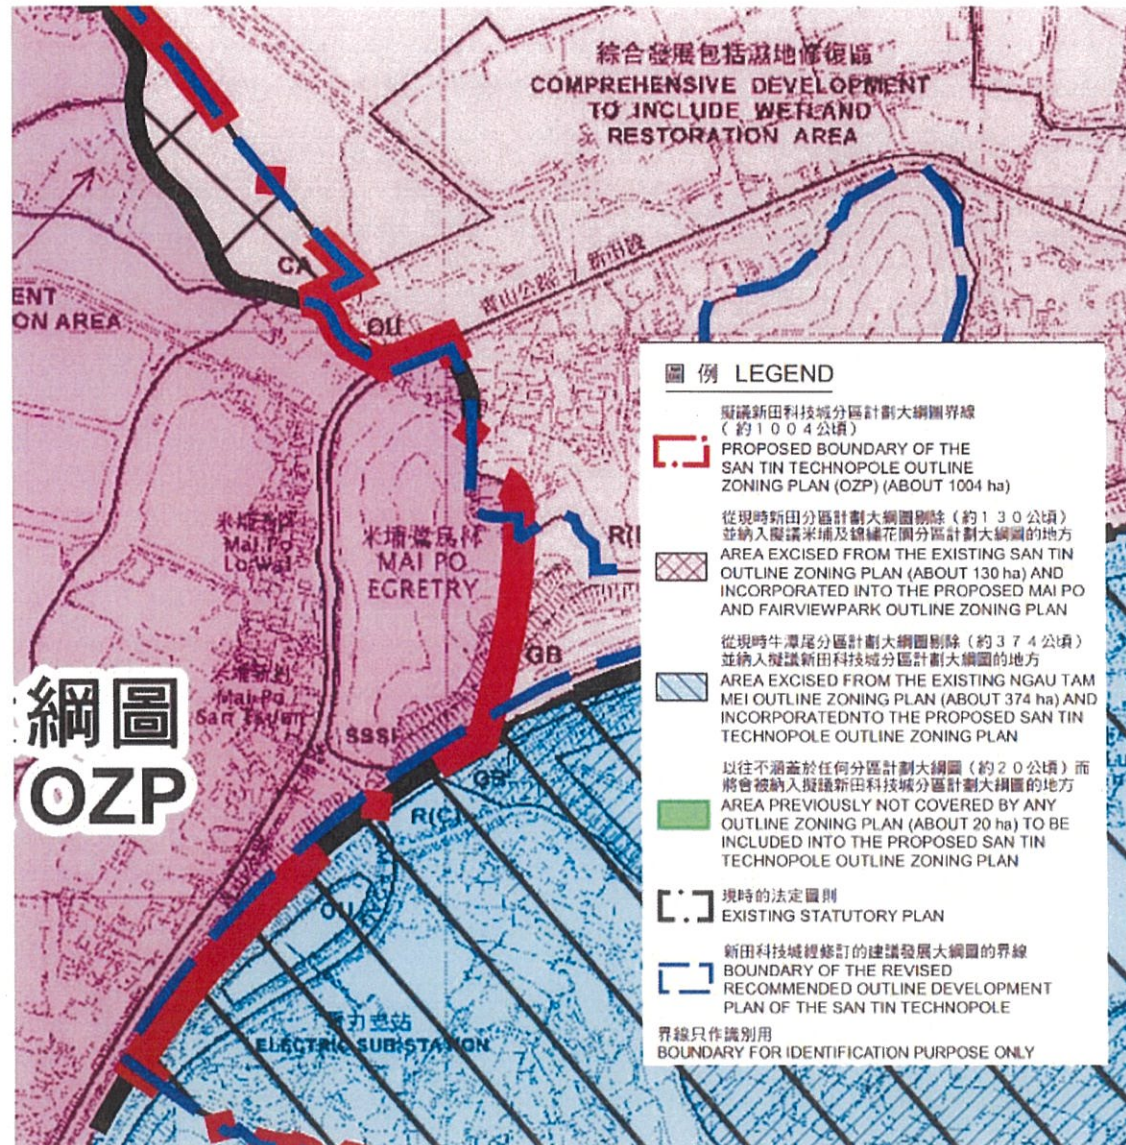 綜合發展包括濕地修復區
COMPREHENSIVE DEVELOPMENT
TO INCLUDE WETLAND
RESTORATION AREA
CA
ENT
ON AREA
OU
青山公路 新田段
米埔老圍
Mai Po
Lo Wai
米埔鷺鳥林
MAI PO
EGRETRY
GB
米埔新村
Mai Po
San Tsuen
SSSI
綱圖
OZP
GB
R(C)
OU
電力支站
ELECTRIC SUB-STATION
圖例 LEGEND
擬議新田科技城分區計劃大綱圖界線
(約1004公頃)
PROPOSED BOUNDARY OF THE
SAN TIN TECHNOPOLE OUTLINE
ZONING PLAN (OZP) (ABOUT 1004 ha)
從現時新田分區計劃大綱圖剔除(約130公頃)
並納入擬議米埔及錦繡花園分區計劃大綱圖的地方
AREA EXCISED FROM THE EXISTING SAN TIN
OUTLINE ZONING PLAN (ABOUT 130 ha) AND
INCORPORATED INTO THE PROPOSED MAI PO
AND FAIRVIEWPARK OUTLINE ZONING PLAN
從現時牛潭尾分區計劃大綱圖剔除(約374公頃)
並納入擬議新田科技城分區計劃大綱圖的地方
AREA EXCISED FROM THE EXISTING NGAU TAM
MEI OUTLINE ZONING PLAN (ABOUT 374 ha) AND
INCORPORATEDNTO THE PROPOSED SAN TIN
TECHNOPOLE OUTLINE ZONING PLAN
以往不涵蓋於任何分區計劃大綱圖(約20公頃)而
將會被納入擬議新田科技城分區計劃大綱圖的地方
AREA PREVIOUSLY NOT COVERED BY ANY
OUTLINE ZONING PLAN (ABOUT 20 ha) TO BE
INCLUDED INTO THE PROPOSED SAN TIN
TECHNOPOLE OUTLINE ZONING PLAN
現時的法定圖則
EXISTING STATUTORY PLAN
新田科技城經修訂的建議發展大綱圖的界線
BOUNDARY OF THE REVISED
RECOMMENDED OUTLINE DEVELOPMENT
PLAN OF THE SAN TIN TECHNOPOLE
界線只作識別用
BOUNDARY FOR IDENTIFICATION PURPOSE ONLY